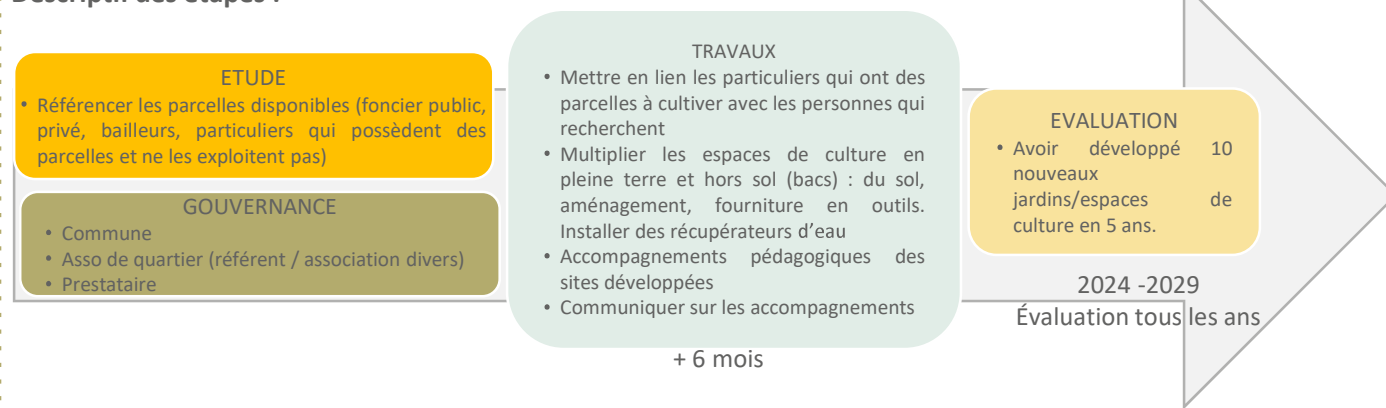 Descriptif des étapes :
ETUDE
• Référencer les parcelles disponibles (foncier public,
privé, bailleurs, particuliers qui possèdent des
parcelles et ne les exploitent pas)
GOUVERNANCE
• Commune
• Asso de quartier (référent / association divers)
• Prestataire
TRAVAUX
• Mettre en lien les particuliers qui ont des
parcelles à cultiver avec les personnes qui
recherchent
• Multiplier les espaces de culture en
pleine terre et hors sol (bacs) : du sol,
aménagement, fourniture en outils.
Installer des récupérateurs d’eau
• Accompagnements pédagogiques des
sites développées
• Communiquer sur les accompagnements
+ 6 mois
EVALUATION
• Avoir développé 10
nouveaux
jardins/espaces de
culture en 5 ans.
2024 -2029
Évaluation tous les ans